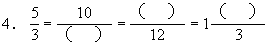 4. 5/3 = 10/( ) = ( )/12 = 1 ( )/3